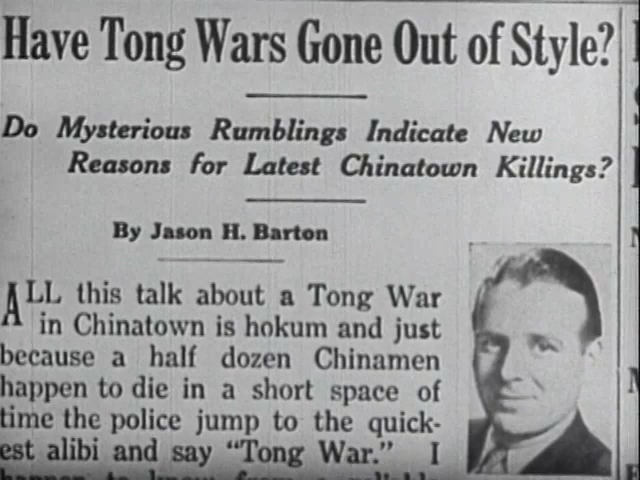 Have Tong Wars Gone Out of Style?
Do Mysterious Rumblings Indicate New
Reasons for Latest Chinatown Killings?
By Jason H. Barton
ALL this talk about a Tong War
in Chinatown is hokum and just
because a half dozen Chinamen
happen to die in a short space of
time the police jump to the quick-
est alibi and say "Tong War." I